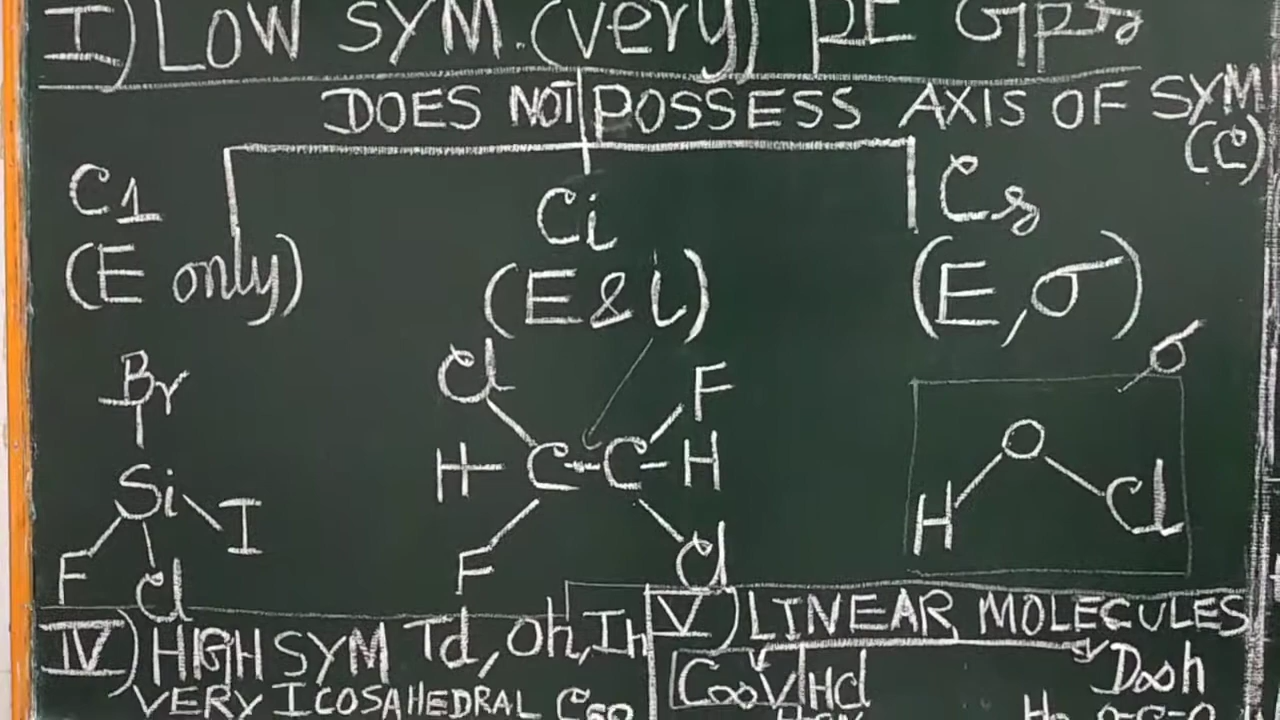 I) LOW SYM. (very) pt Gps
DOES NOT POSSESS AXIS OF SYM
(C)
C1
(E only)
Ci
(E & i)
Cs
(E, σ)
σ
Br
Si
I
F
Cl
Cl
F
H-C-C-H
F
Cl
O
H
Cl
IV) HIGH SYM Td, Oh, Ih
VERY ICOSAHEDRAL C60
V) LINEAR MOLECULES
C∞V HCl
D∞h